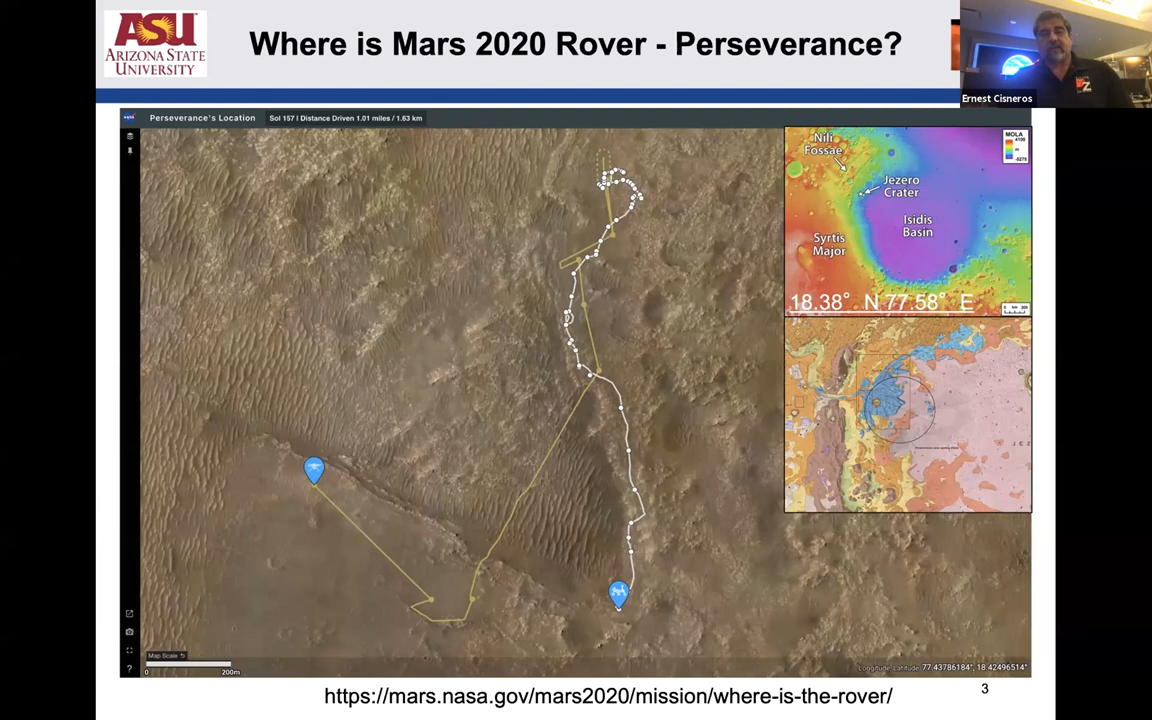 ASU
ARIZONA STATE
UNIVERSITY
Where is Mars 2020 Rover - Perseverance?
Ernest Cisneros
Perseverance's Location
Sol 157 | Distance Driven 1.01 miles / 1.63 km
Nili
Fossae
MOLA
Jezero
Crater
Isidis
Basin
Syrtis
Major
18.38° N 77.58° E
Map Scale
0 200m
Longitude, Latitude 77.43786184°, 18.42496514°
https://mars.nasa.gov/mars2020/mission/where-is-the-rover/
3